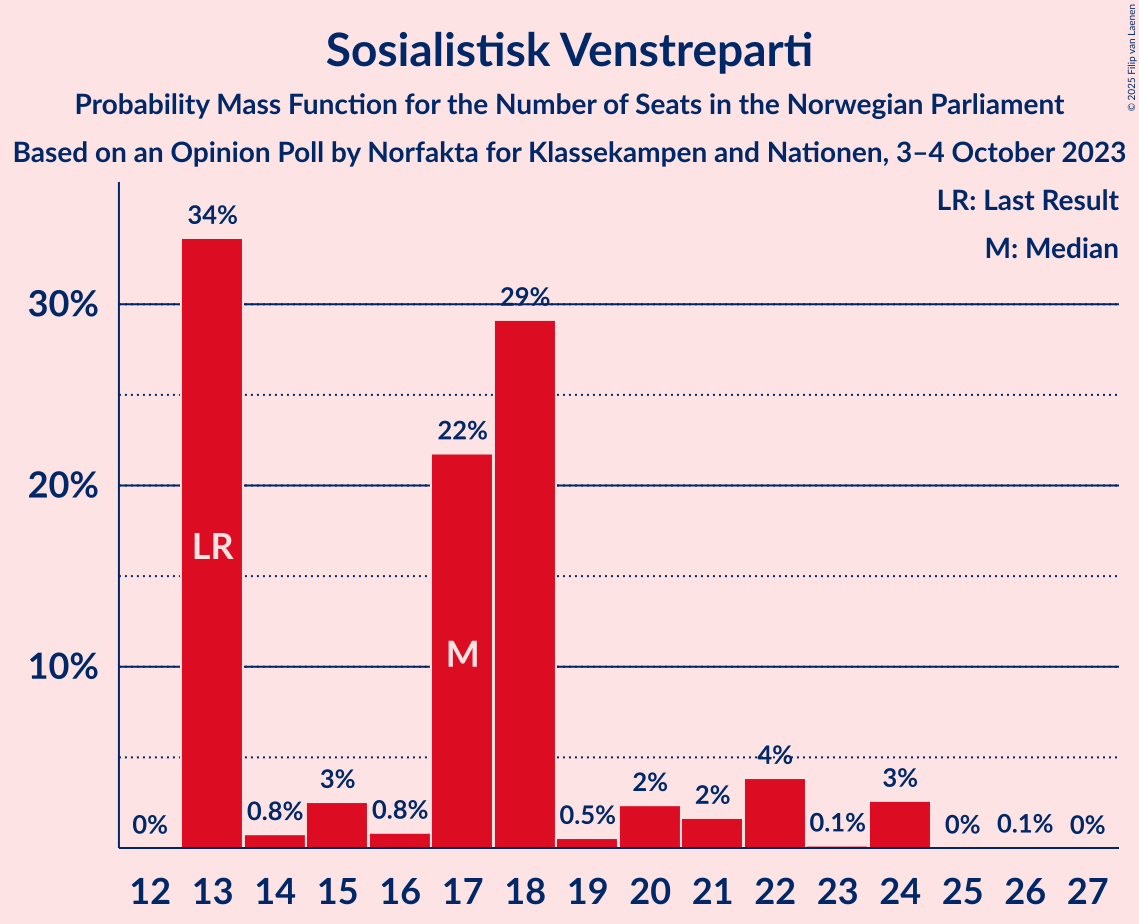 © 2025 Filip van Laenen
Sosialistisk Venstreparti
Probability Mass Function for the Number of Seats in the Norwegian Parliament
Based on an Opinion Poll by Norfakta for Klassekampen and Nationen, 3–4 October 2023
LR: Last Result
M: Median
34%
29%
30%
22%
20%
LR
M
10%
4%
3%
3%
2%
2%
0.8%
0.8%
0.5%
0.1%
0%
0%
0.1%
0%
12 13 14 15 16 17 18 19 20 21 22 23 24 25 26 27